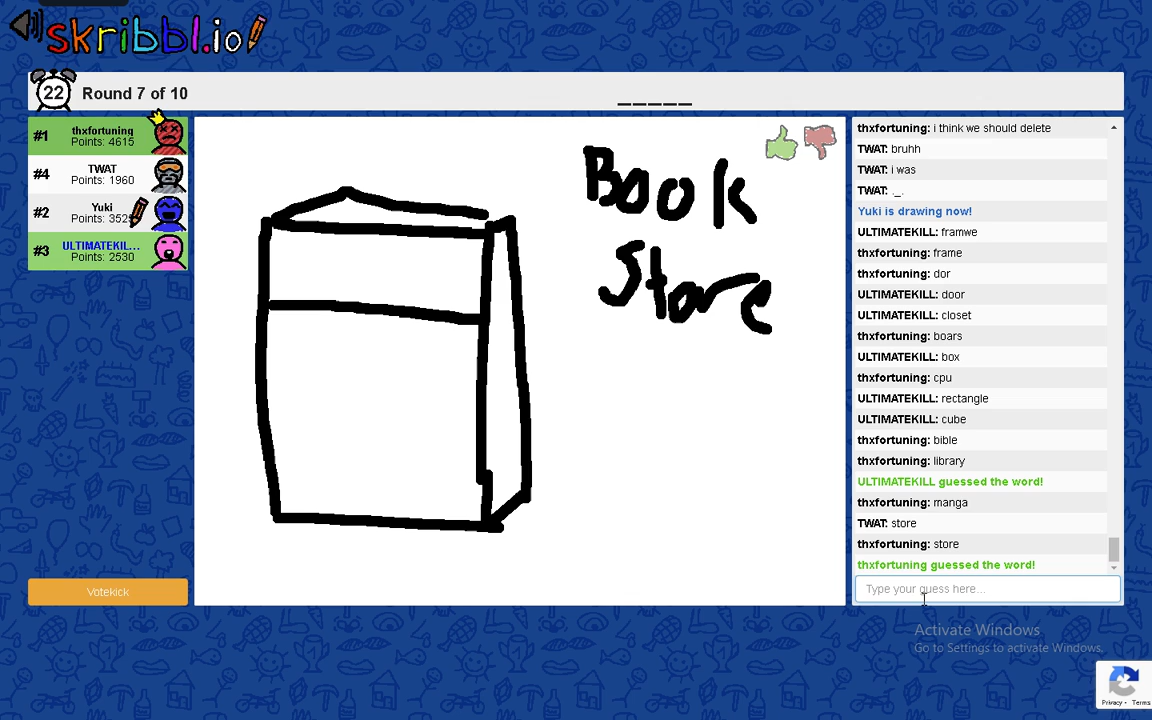 skribbl.io
22
Round 7 of 10
_____
#1 thxfortuning
Points: 4615
#4 TWAT
Points: 1960
#2 Yuki
Points: 3525
#3 ULTIMATEKIL...
Points: 2530
Votekick
Book
Store
thxfortuning: i think we should delete
TWAT: bruhh
TWAT: i was
TWAT: ._.
Yuki is drawing now!
ULTIMATEKILL: framwe
thxfortuning: frame
thxfortuning: dor
ULTIMATEKILL: door
ULTIMATEKILL: closet
thxfortuning: boars
ULTIMATEKILL: box
thxfortuning: cpu
ULTIMATEKILL: rectangle
ULTIMATEKILL: cube
thxfortuning: bible
thxfortuning: library
ULTIMATEKILL guessed the word!
thxfortuning: manga
TWAT: store
thxfortuning: store
thxfortuning guessed the word!
Type your guess here...
Activate Windows
Go to Settings to activate Windows.
Privacy - Terms